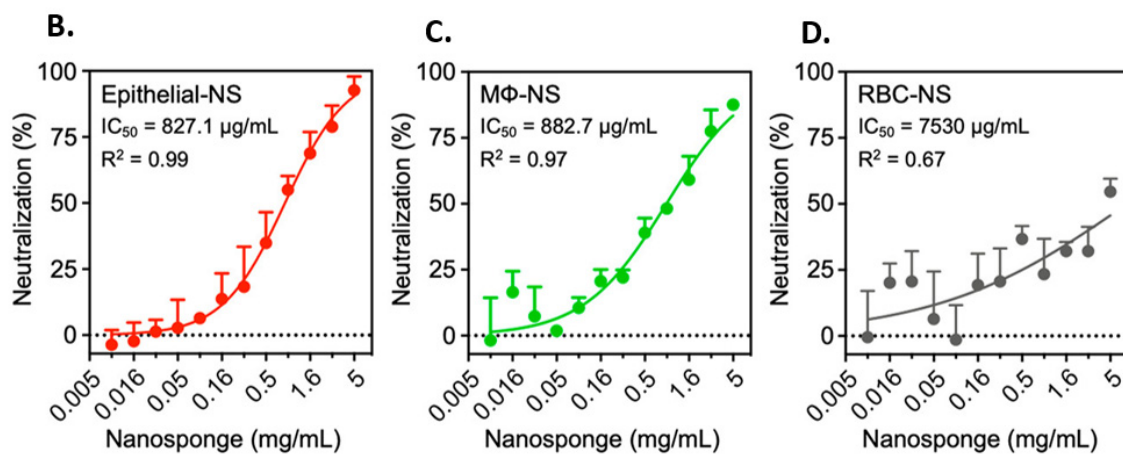 B.
Epithelial-NS
IC50 = 827.1 µg/mL
R² = 0.99
Neutralization (%)
100
75
50
25
0
0.005
0.016
0.05
0.16
0.5
1.6
5
Nanosponge (mg/mL)
C.
MΦ-NS
IC50 = 882.7 µg/mL
R² = 0.97
Neutralization (%)
100
75
50
25
0
0.005
0.016
0.05
0.16
0.5
1.6
5
Nanosponge (mg/mL)
D.
RBC-NS
IC50 = 7530 µg/mL
R² = 0.67
Neutralization (%)
100
75
50
25
0
0.005
0.016
0.05
0.16
0.5
1.6
5
Nanosponge (mg/mL)